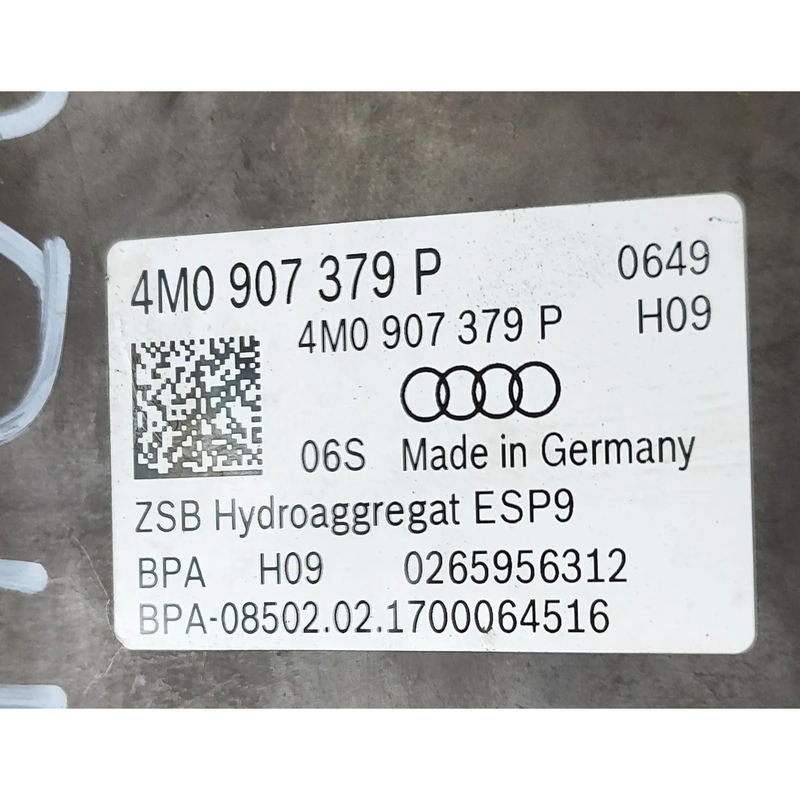 4M0 907 379 P 0649
4M0 907 379 P H09
06S Made in Germany
ZSB Hydroaggregat ESP9
BPA H09 0265956312
BPA-08502.02.1700064516